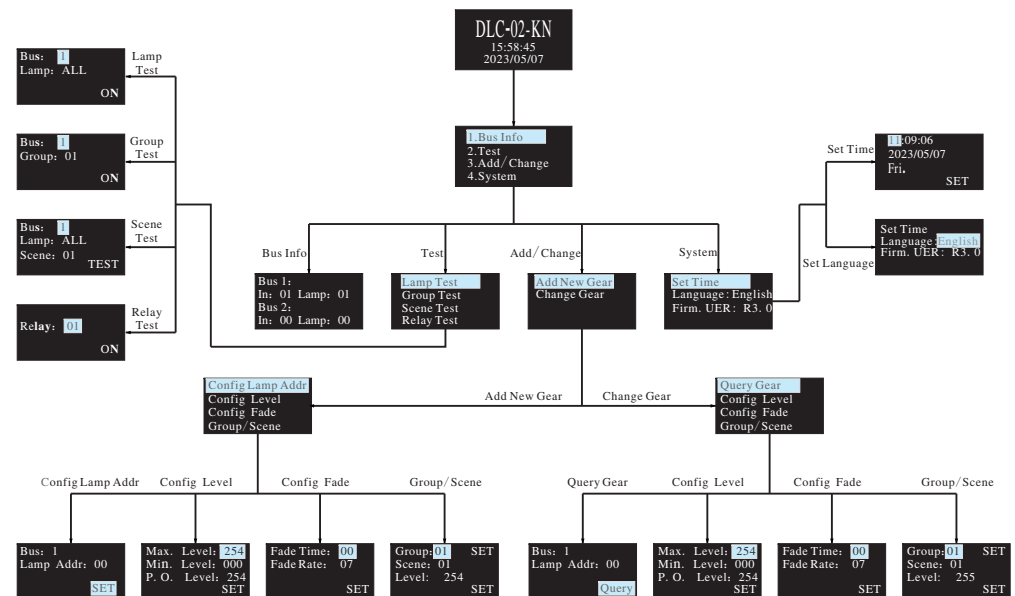 DLC-02-KN
15:58:45
2023/05/07
Bus: 1
Lamp: ALL
ON
Lamp
Test
Bus: 1
Group: 01
ON
Group
Test
Bus: 1
Lamp: ALL
Scene: 01
TEST
Scene
Test
Relay: 01
ON
Relay
Test
1.Bus Info
2.Test
3.Add/Change
4.System
Set Time
11:09:06
2023/05/07
Fri.
SET
Set Language
Set Time
Language:English
Firm. UER: R3. 0
Bus Info
Test
Add/Change
System
Bus 1:
In: 01 Lamp: 01
Bus 2:
In: 00 Lamp: 00
Lamp Test
Group Test
Scene Test
Relay Test
Add New Gear
Change Gear
Set Time
Language: English
Firm. UER: R3. 0
Add New Gear
Change Gear
Config Lamp Addr
Config Level
Config Fade
Group/Scene
Query Gear
Config Level
Config Fade
Group/Scene
Config Lamp Addr
Config Level
Config Fade
Group/Scene
Query Gear
Config Level
Config Fade
Group/Scene
Bus: 1
Lamp Addr: 00
SET
Max. Level: 254
Min. Level: 000
P. O. Level: 254
SET
Fade Time: 00
Fade Rate: 07
SET
Group: 01 SET
Scene: 01
Level: 254
SET
Bus: 1
Lamp Addr: 00
Query
Max. Level: 254
Min. Level: 000
P. O. Level: 254
SET
Fade Time: 00
Fade Rate: 07
SET
Group: 01 SET
Scene: 01
Level: 255
SET